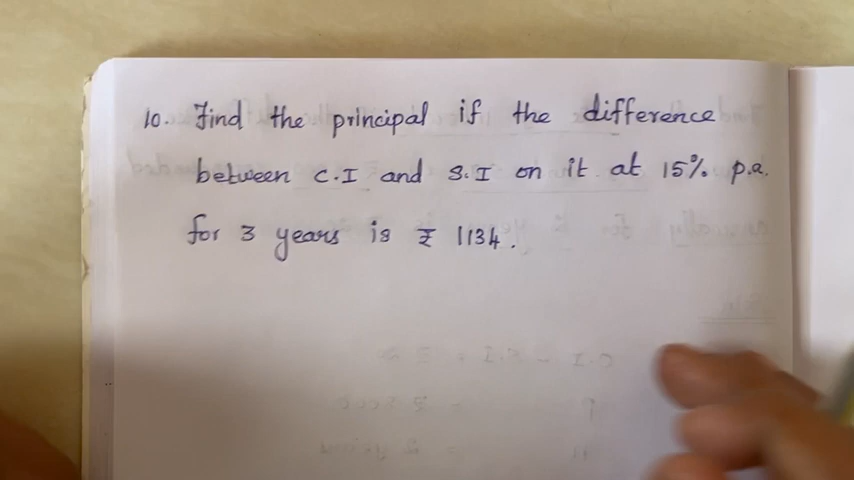 10. Find the principal if the difference
between C.I and S.I on it at 15% p.a.
for 3 years is ₹ 1134.